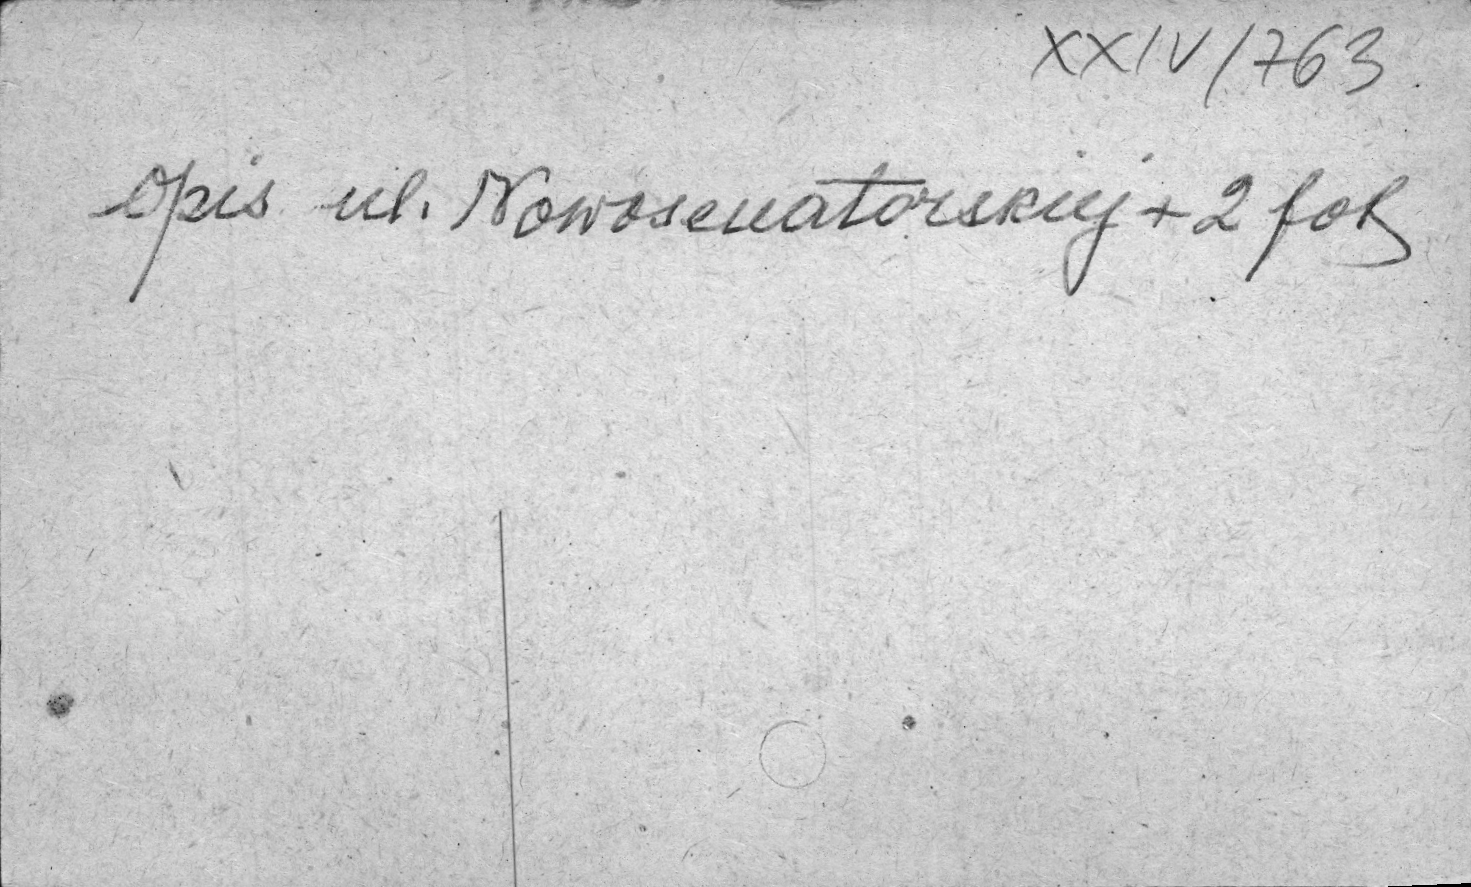 XXIV/763
Opis ul. Nowosenatorskiej + 2 fot